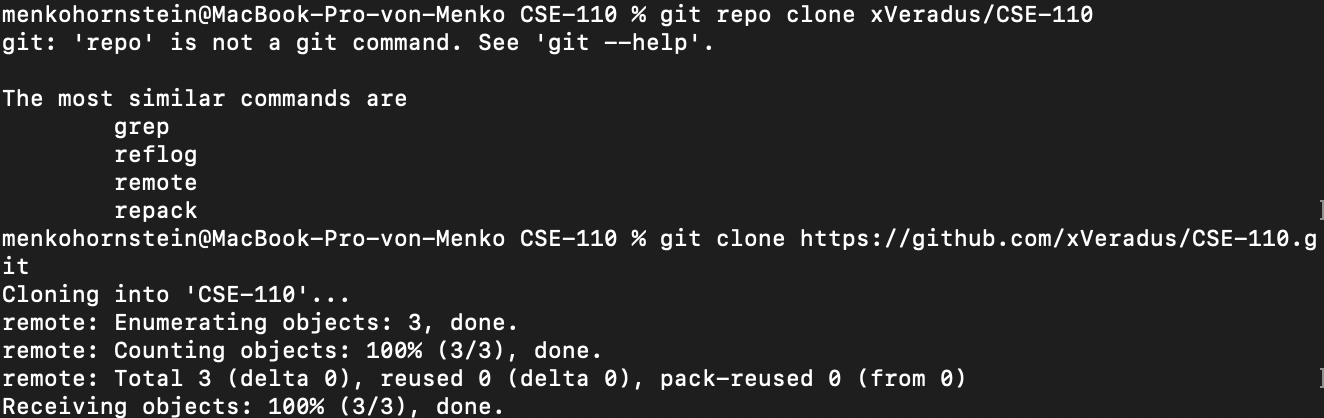 menkohornstein@MacBook-Pro-von-Menko CSE-110 % git repo clone xVeradus/CSE-110
git: 'repo' is not a git command. See 'git --help'.
The most similar commands are
grep
reflog
remote
repack
menkohornstein@MacBook-Pro-von-Menko CSE-110 % git clone https://github.com/xVeradus/CSE-110.g
it
Cloning into 'CSE-110'...
remote: Enumerating objects: 3, done.
remote: Counting objects: 100% (3/3), done.
remote: Total 3 (delta 0), reused 0 (delta 0), pack-reused 0 (from 0)
Receiving objects: 100% (3/3), done.